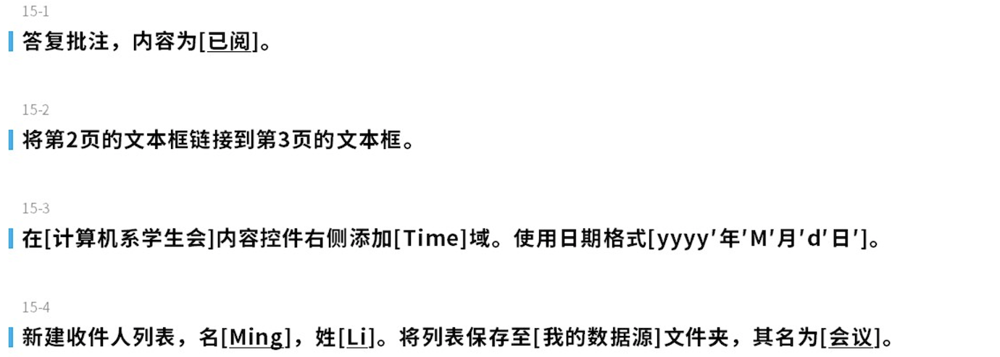 15-1
答复批注，内容为[已阅]。
15-2
将第2页的文本框链接到第3页的文本框。
15-3
在[计算机系学生会]内容控件右侧添加[Time]域。使用日期格式[yyyy′年′M′月′d′日′]。
15-4
新建收件人列表，名[Ming]，姓[Li]。将列表保存至[我的数据源]文件夹，其名为[会议]。